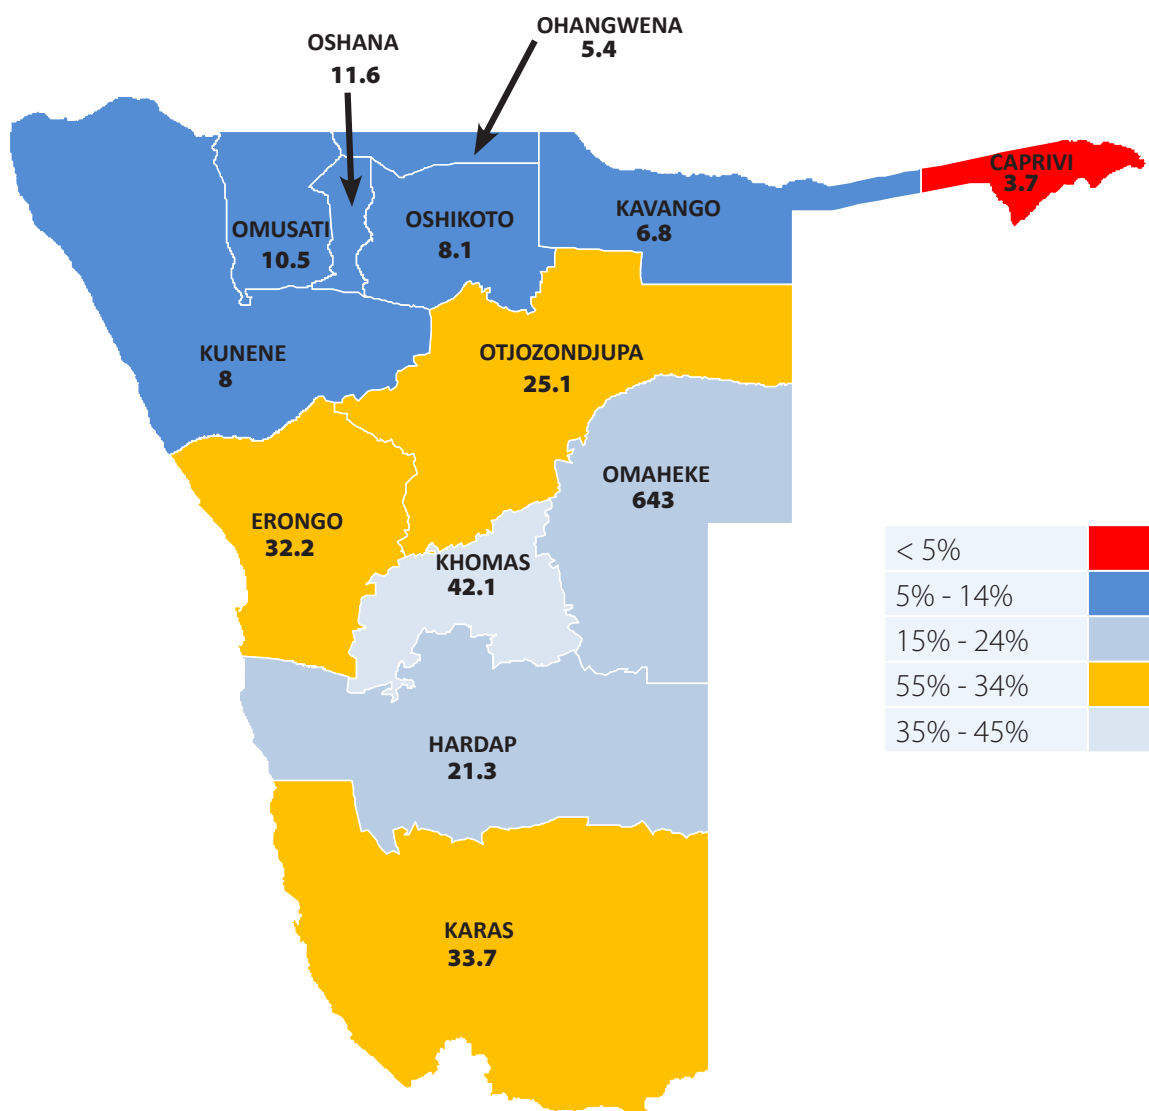 OHANGWENA
5.4
OSHANA
11.6
CAPRIVI
3.7
OMUSATI
10.5
OSHIKOTO
8.1
KAVANGO
6.8
KUNENE
8
OTJOZONDJUPA
25.1
OMAHEKE
643
ERONGO
32.2
KHOMAS
42.1
< 5%
5% - 14%
15% - 24%
55% - 34%
35% - 45%
HARDAP
21.3
KARAS
33.7